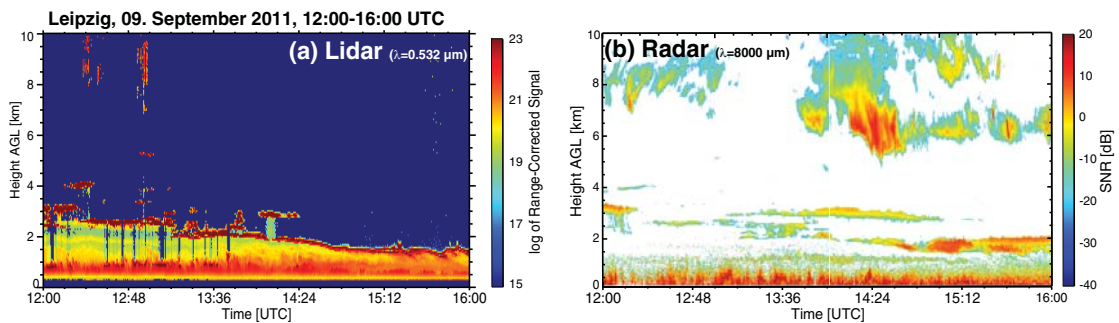 Leipzig, 09. September 2011, 12:00-16:00 UTC
(a) Lidar (λ=0.532 µm)
Height AGL [km]
10
8
6
4
2
0
12:00 12:48 13:36 14:24 15:12 16:00
Time [UTC]
23
21
19
17
15
log of Range-Corrected Signal
(b) Radar (λ=8000 µm)
Height AGL [km]
10
8
6
4
2
0
12:00 12:48 13:36 14:24 15:12 16:00
Time [UTC]
20
10
0
-10
-20
-30
-40
SNR [dB]